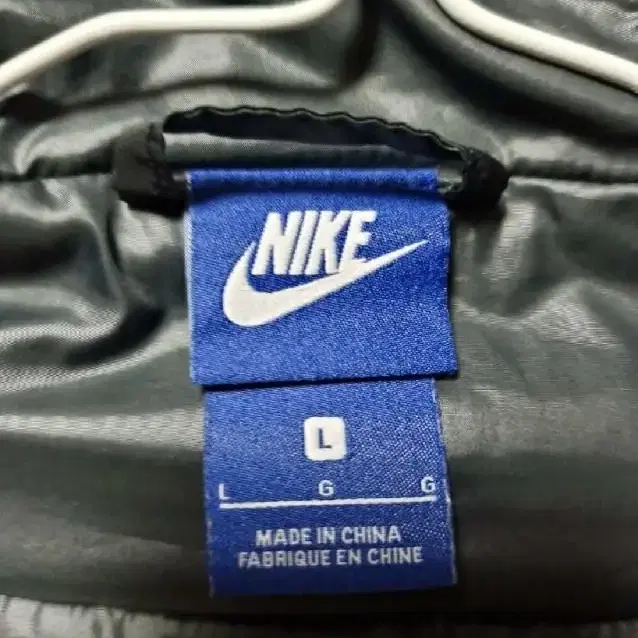 NIKE
L
L G G
MADE IN CHINA
FABRIQUE EN CHINE